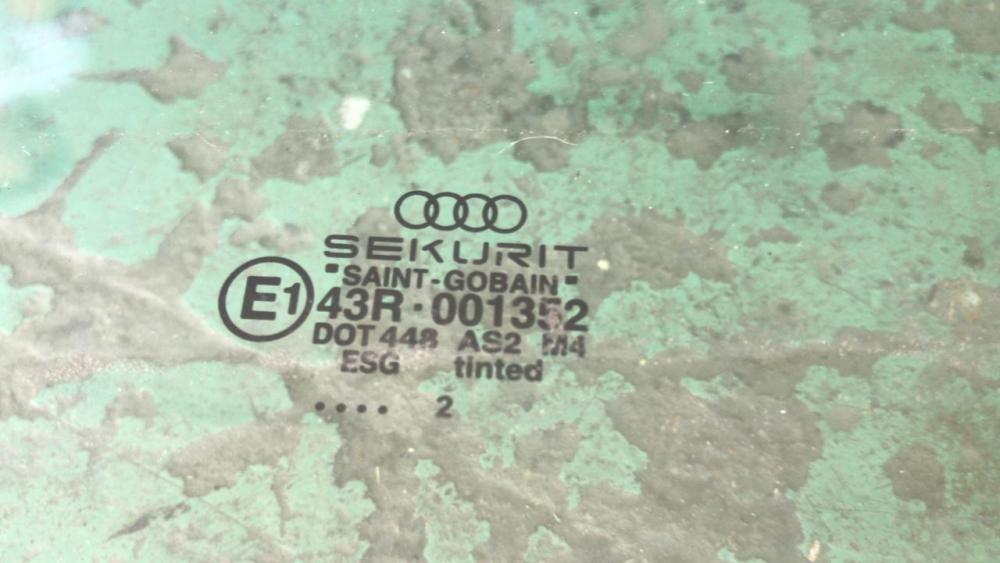 SEKURIT
"SAINT-GOBAIN"
E1 43R·001352
DOT 448 AS2 M4
ESG tinted
.... 2